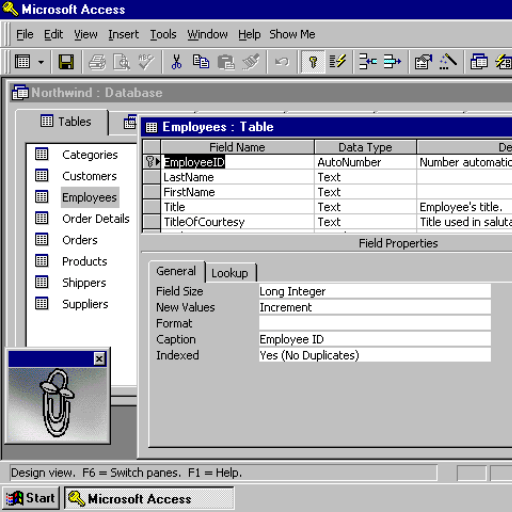 Microsoft Access
File Edit View Insert Tools Window Help Show Me
Northwind : Database
Tables
Employees : Table
Categories
Customers
Employees
Order Details
Orders
Products
Shippers
Suppliers
Field Name Data Type
EmployeeID AutoNumber Number automatic
LastName Text
FirstName Text
Title Text Employee's title.
TitleOfCourtesy Text Title used in saluta
Field Properties
General Lookup
Field Size Long Integer
New Values Increment
Format
Caption Employee ID
Indexed Yes (No Duplicates)
Design view. F6 = Switch panes. F1 = Help.
Start Microsoft Access